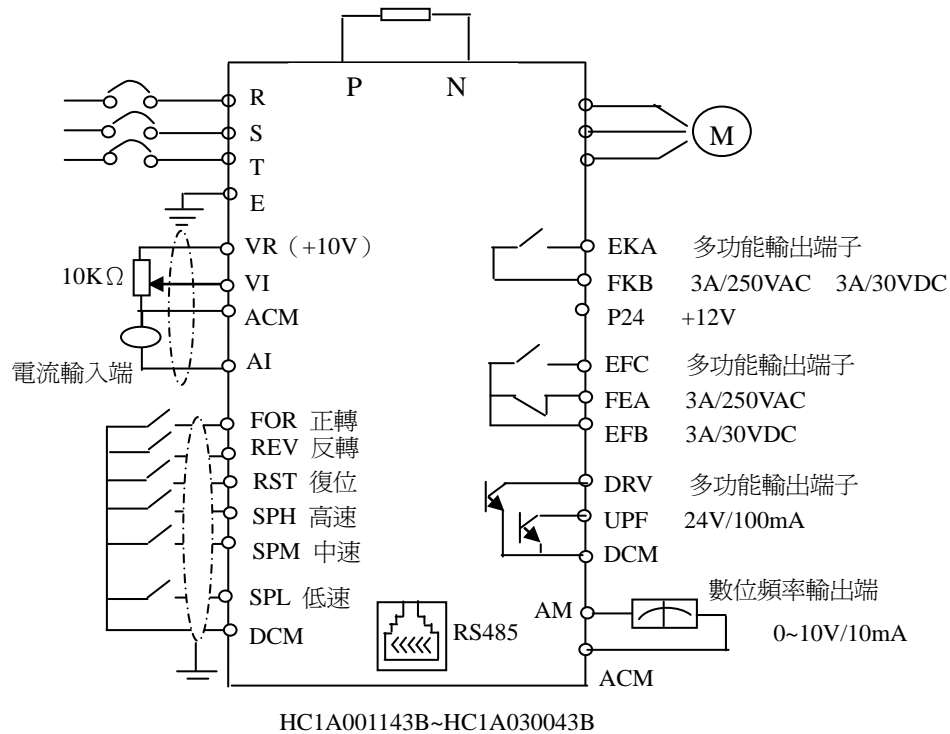 P N
R
S
T
E
M
VR（+10V）
10KΩ
VI
ACM
AI
電流輸入端
EKA 多功能輸出端子
FKB 3A/250VAC 3A/30VDC
P24 +12V
EFC 多功能輸出端子
FEA 3A/250VAC
EFB 3A/30VDC
FOR 正轉
REV 反轉
RST 復位
SPH 高速
SPM 中速
SPL 低速
DCM
DRV 多功能輸出端子
UPF 24V/100mA
DCM
RS485
AM 數位頻率輸出端
0~10V/10mA
ACM
HC1A001143B~HC1A030043B